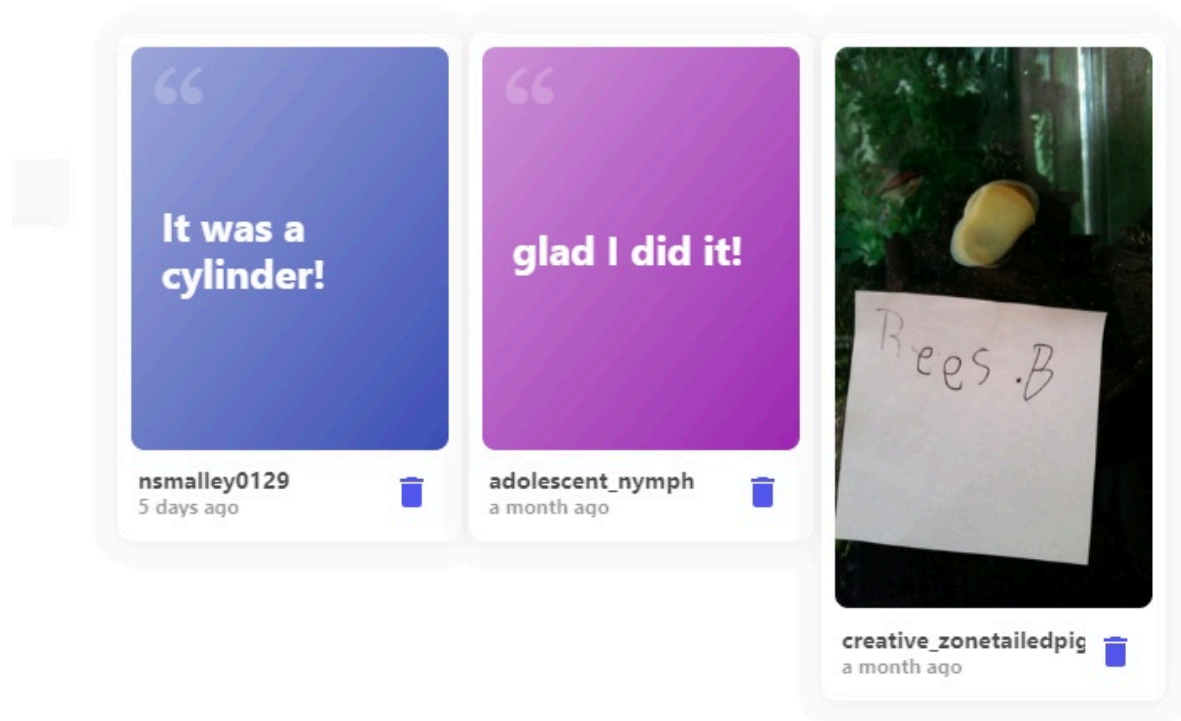 “
It was a
cylinder!
nsmalley0129
5 days ago
“
glad I did it!
adolescent_nymph
a month ago
Rees.B
creative_zonetailedpig
a month ago